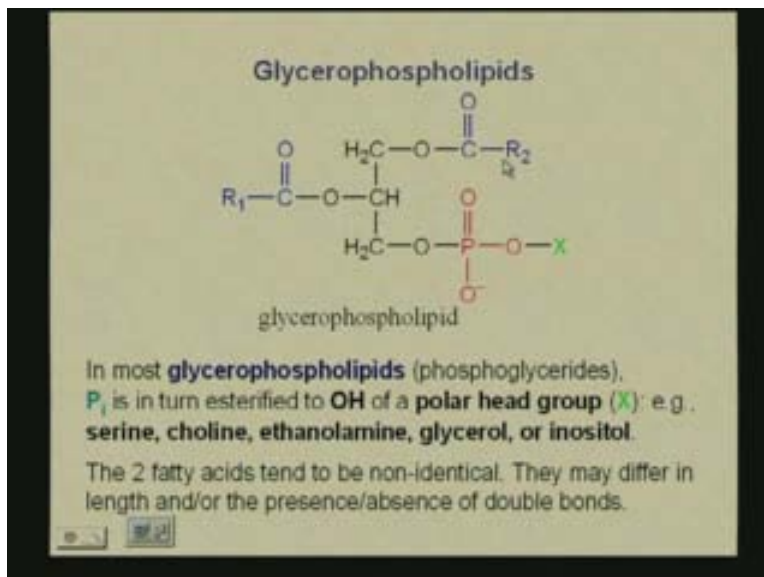 Glycerophospholipids
O
O H₂C—O—C—R₂
R₁—C—O—CH O
H₂C—O—P—O—X
O⁻
glycerophospholipid
In most glycerophospholipids (phosphoglycerides),
Pᵢ is in turn esterified to OH of a polar head group (X): e.g.,
serine, choline, ethanolamine, glycerol, or inositol.
The 2 fatty acids tend to be non-identical. They may differ in
length and/or the presence/absence of double bonds.